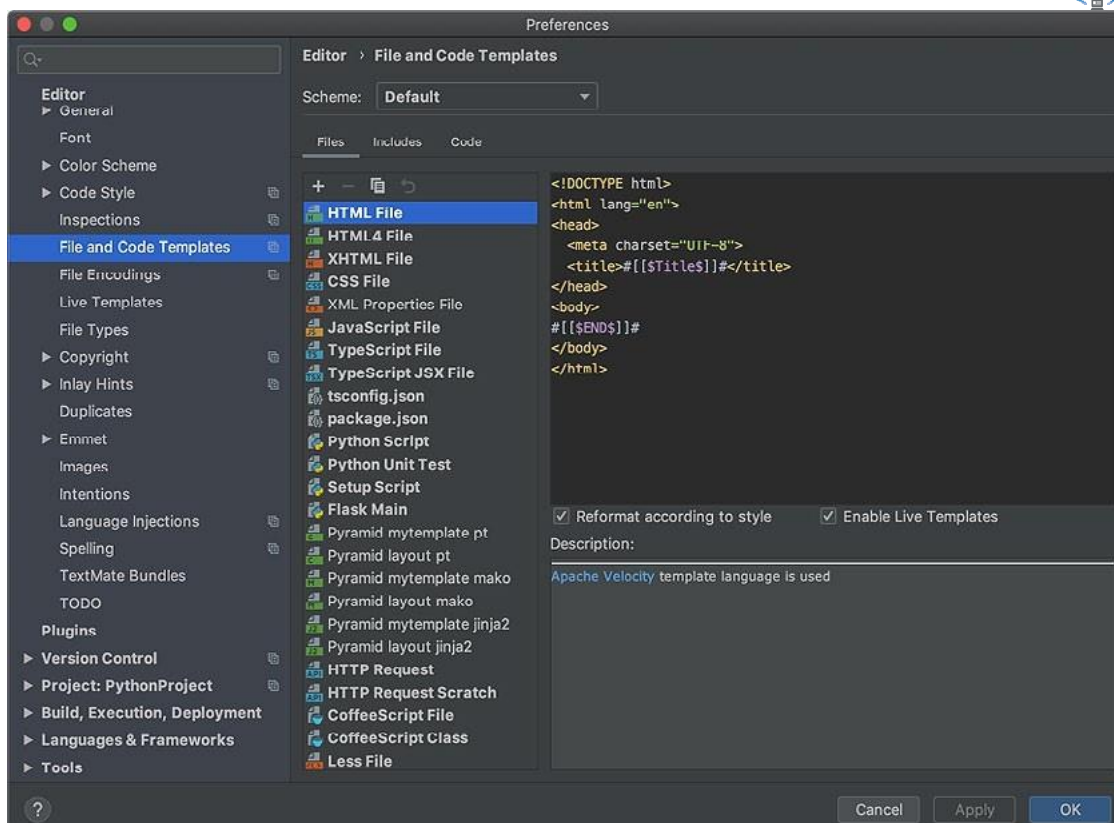 Preferences
Editor
General
Font
Color Scheme
Code Style
Inspections
File and Code Templates
File Encodings
Live Templates
File Types
Copyright
Inlay Hints
Duplicates
Emmet
Images
Intentions
Language Injections
Spelling
TextMate Bundles
TODO
Plugins
Version Control
Project: PythonProject
Build, Execution, Deployment
Languages & Frameworks
Tools
Editor › File and Code Templates
Scheme: Default
Files Includes Code
HTML File
HTML4 File
XHTML File
CSS File
XML Properties File
JavaScript File
TypeScript File
TypeScript JSX File
tsconfig.json
package.json
Python Script
Python Unit Test
Setup Script
Flask Main
Pyramid mytemplate pt
Pyramid layout pt
Pyramid mytemplate mako
Pyramid layout mako
Pyramid mytemplate jinja2
Pyramid layout jinja2
HTTP Request
HTTP Request Scratch
CoffeeScript File
CoffeeScript Class
Less File
<!DOCTYPE html>
<html lang="en">
<head>
<meta charset="UTF-8">
<title>#[[$Title$]]#</title>
</head>
<body>
#[[$END$]]#
</body>
</html>
Reformat according to style Enable Live Templates
Description:
Apache Velocity template language is used
? Cancel Apply OK